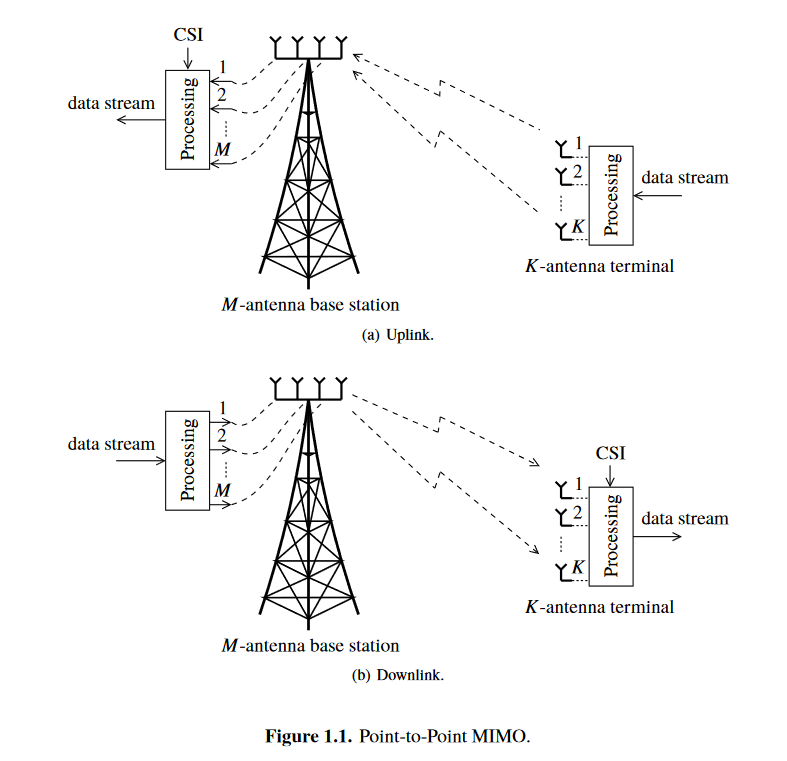 CSI
1
data stream
2
Processing
M
1
2
data stream
Processing
K
K-antenna terminal
M-antenna base station
(a) Uplink.
1
data stream
2
Processing
M
CSI
1
2
data stream
Processing
K
K-antenna terminal
M-antenna base station
(b) Downlink.
Figure 1.1. Point-to-Point MIMO.